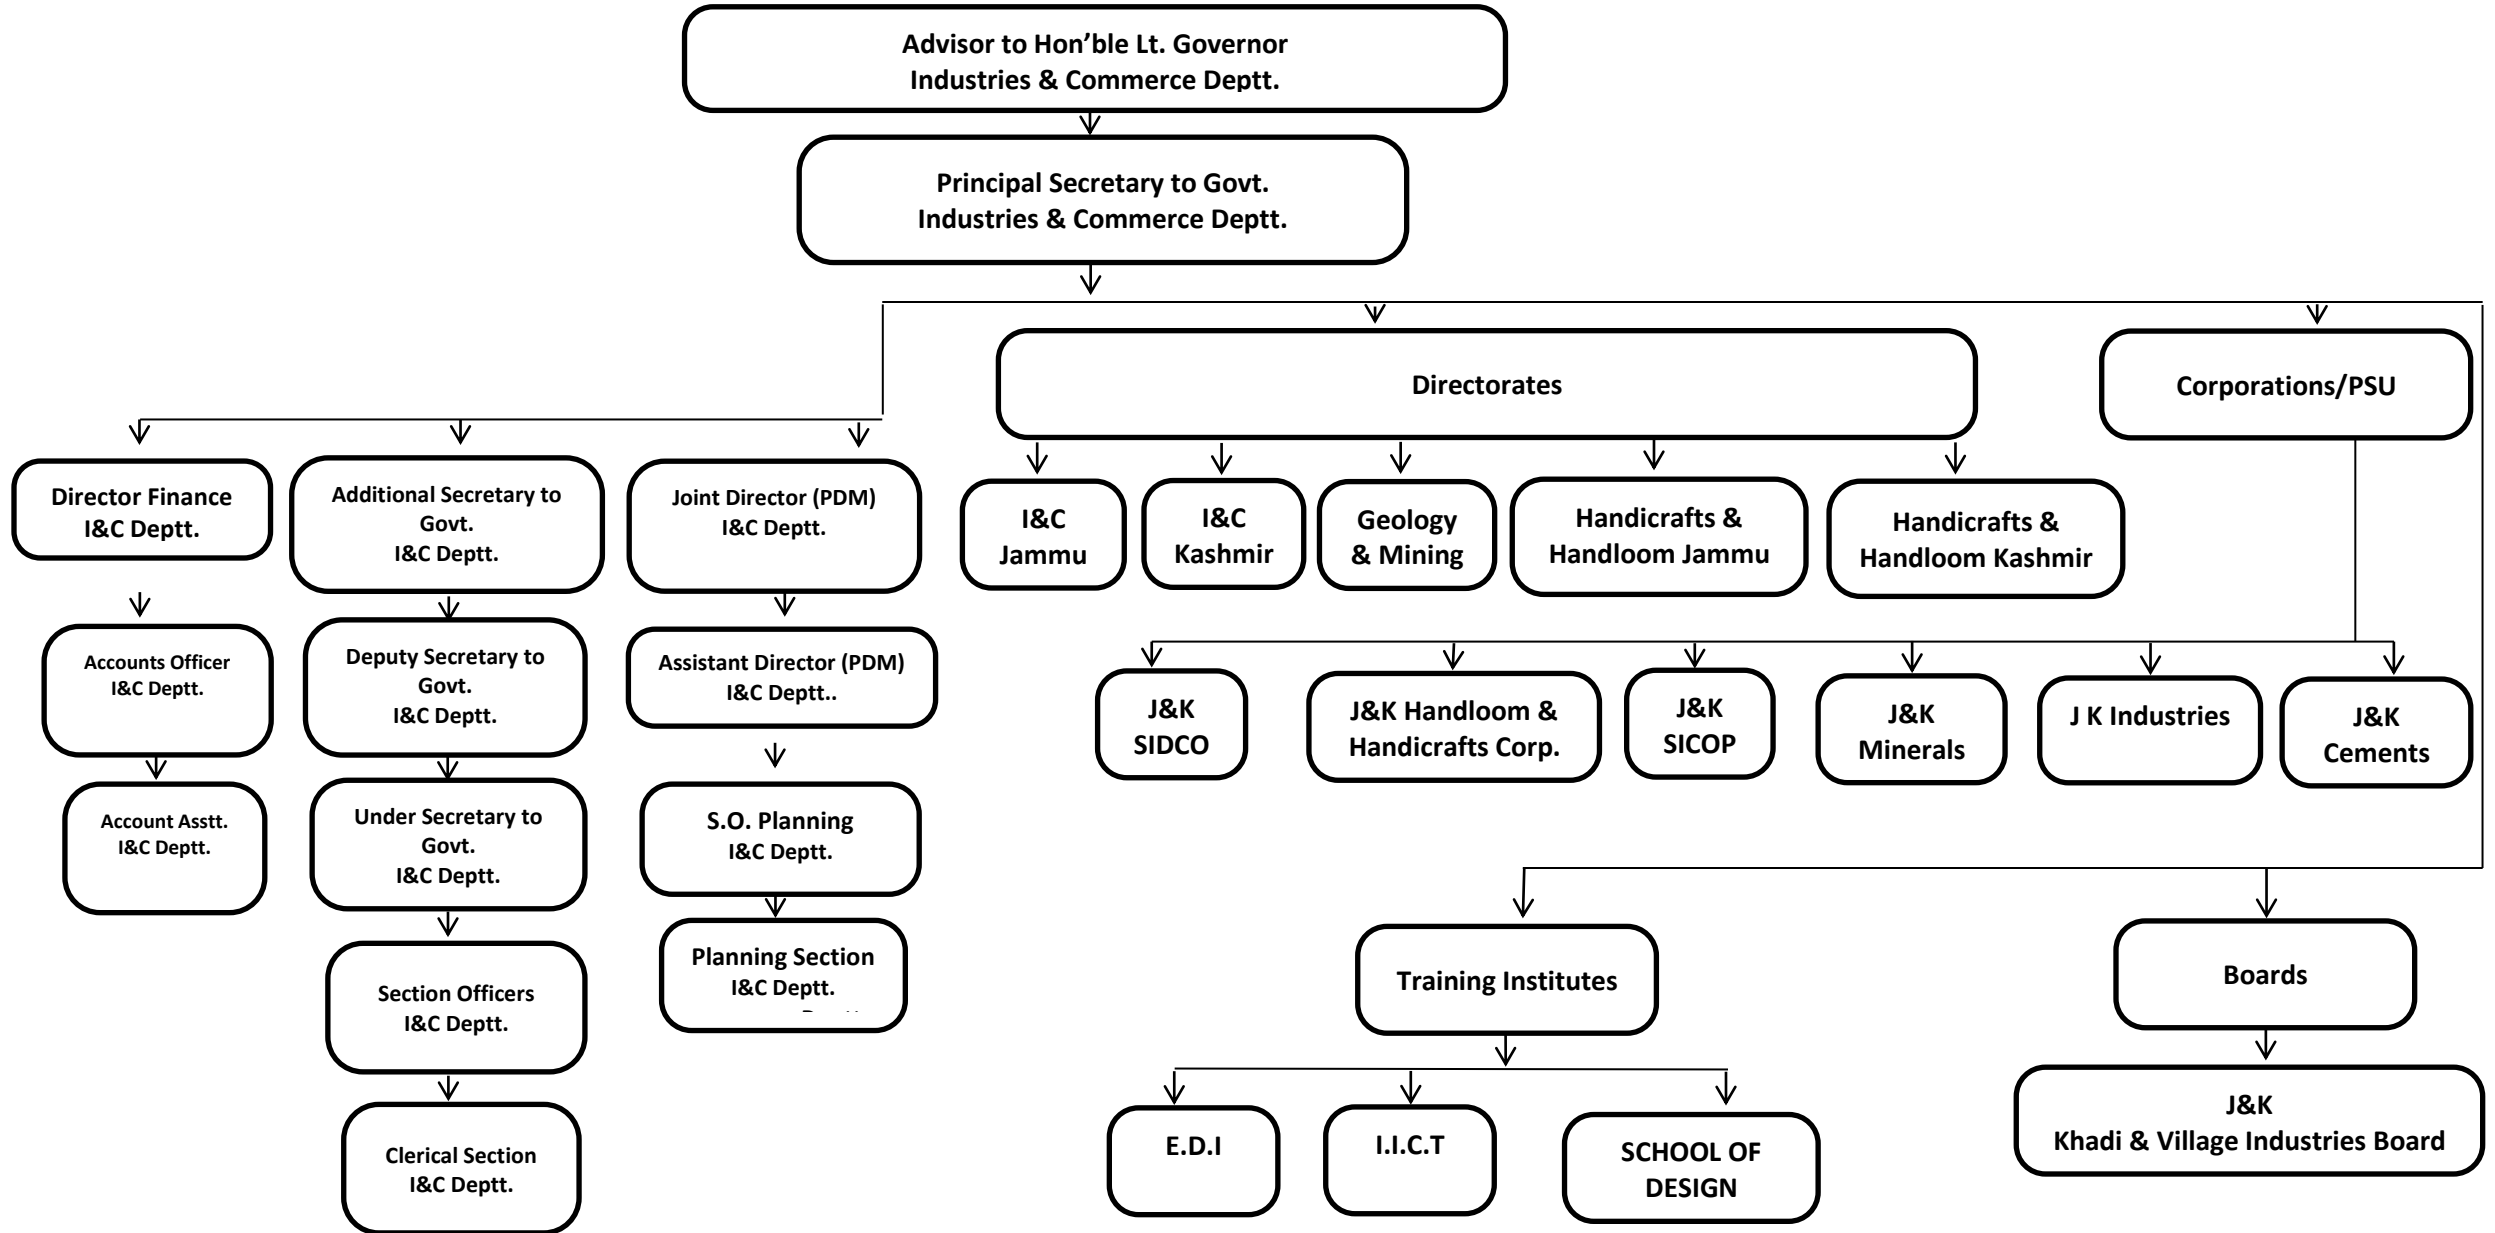 Advisor to Hon’ble Lt. Governor
Industries & Commerce Deptt.
Principal Secretary to Govt.
Industries & Commerce Deptt.
Directorates
Corporations/PSU
Director Finance
I&C Deptt.
Additional Secretary to
Govt.
I&C Deptt.
Joint Director (PDM)
I&C Deptt.
I&C
Jammu
I&C
Kashmir
Geology
& Mining
Handicrafts &
Handloom Jammu
Handicrafts &
Handloom Kashmir
Accounts Officer
I&C Deptt.
Deputy Secretary to
Govt.
I&C Deptt.
Assistant Director (PDM)
I&C Deptt..
J&K
SIDCO
J&K Handloom &
Handicrafts Corp.
J&K
SICOP
J&K
Minerals
J K Industries
J&K
Cements
Account Asstt.
I&C Deptt.
Under Secretary to
Govt.
I&C Deptt.
S.O. Planning
I&C Deptt.
Section Officers
I&C Deptt.
Planning Section
I&C Deptt.
Training Institutes
Boards
Clerical Section
I&C Deptt.
E.D.I
I.I.C.T
SCHOOL OF
DESIGN
J&K
Khadi & Village Industries Board